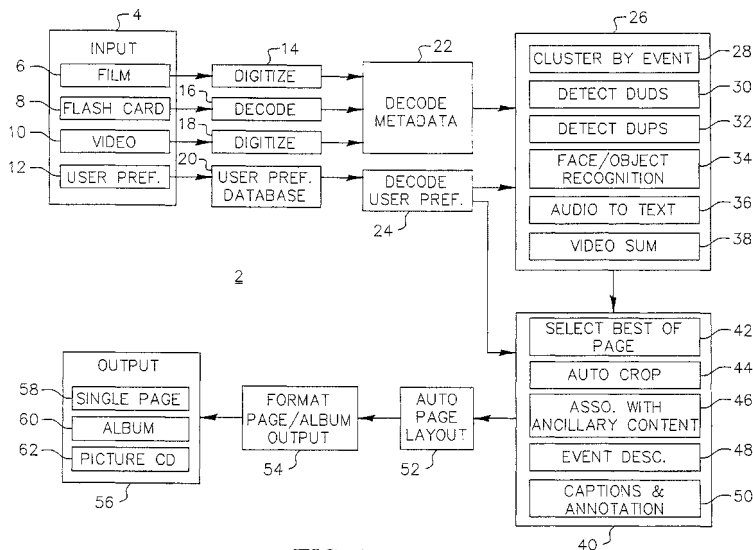 4
INPUT
6
FILM
8
FLASH CARD
10
VIDEO
12
USER PREF.
14
DIGITIZE
16
DECODE
18
DIGITIZE
20
USER PREF.
DATABASE
22
DECODE
METADATA
DECODE
USER PREF.
24
26
CLUSTER BY EVENT
28
DETECT DUDS
30
DETECT DUPS
32
FACE/OBJECT
RECOGNITION
34
AUDIO TO TEXT
36
VIDEO SUM
38
2
SELECT BEST OF
PAGE
42
AUTO CROP
44
ASSO. WITH
ANCILLARY CONTENT
46
EVENT DESC.
48
CAPTIONS &
ANNOTATION
50
40
AUTO
PAGE
LAYOUT
52
FORMAT
PAGE/ALBUM
OUTPUT
54
OUTPUT
58
SINGLE PAGE
60
ALBUM
62
PICTURE CD
56